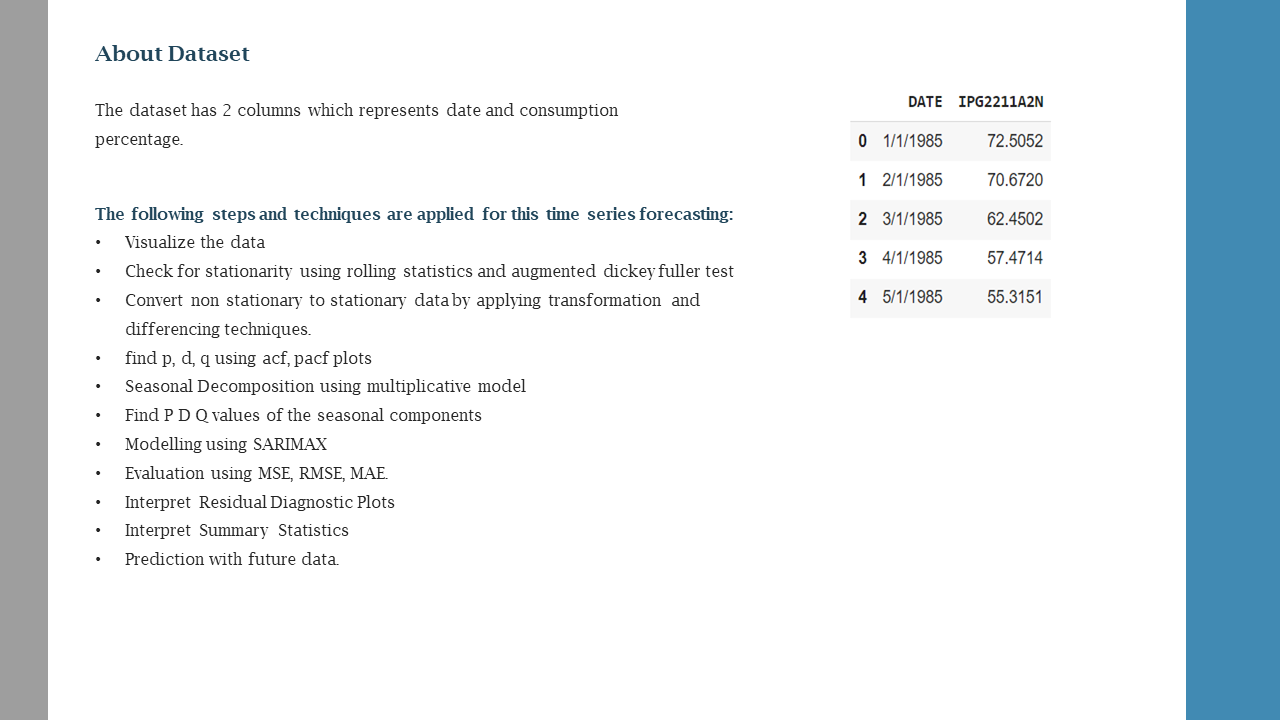 About Dataset
The dataset has 2 columns which represents date and consumption
percentage.
The following steps and techniques are applied for this time series forecasting:
• Visualize the data
• Check for stationarity using rolling statistics and augmented dickey fuller test
• Convert non stationary to stationary data by applying transformation and
differencing techniques.
• find p, d, q using acf, pacf plots
• Seasonal Decomposition using multiplicative model
• Find P D Q values of the seasonal components
• Modelling using SARIMAX
• Evaluation using MSE, RMSE, MAE.
• Interpret Residual Diagnostic Plots
• Interpret Summary Statistics
• Prediction with future data.
DATE IPG2211A2N
0 1/1/1985 72.5052
1 2/1/1985 70.6720
2 3/1/1985 62.4502
3 4/1/1985 57.4714
4 5/1/1985 55.3151